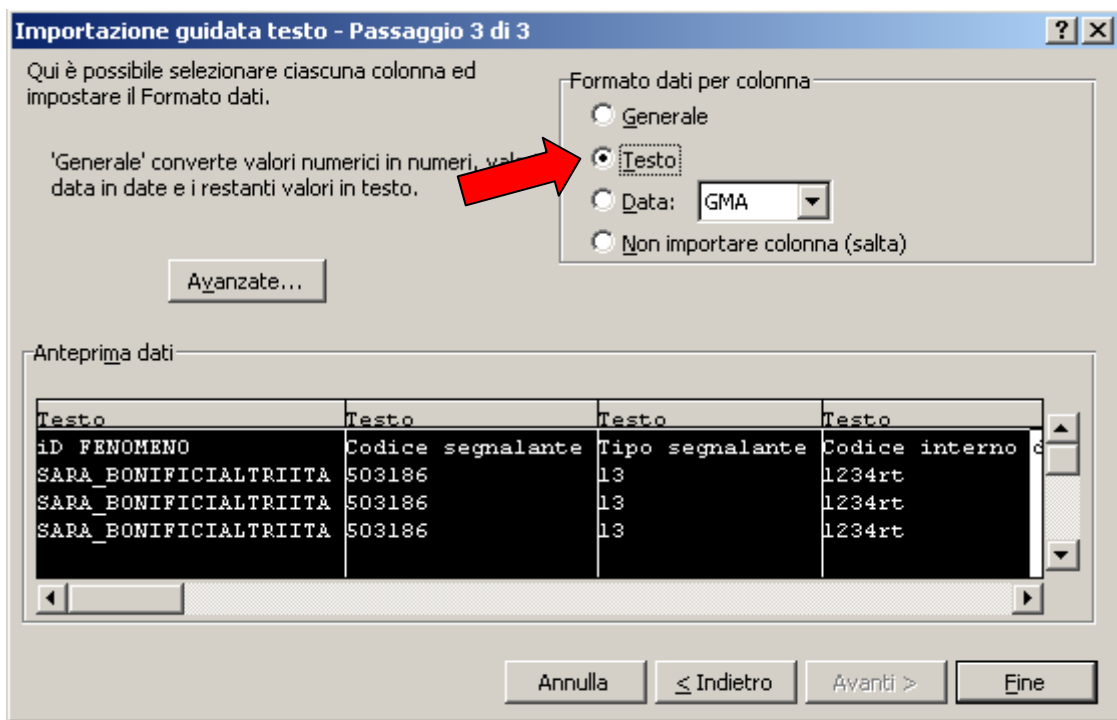 Importazione guidata testo - Passaggio 3 di 3
Qui è possibile selezionare ciascuna colonna ed
impostare il Formato dati.
'Generale' converte valori numerici in numeri,
data in date e i restanti valori in testo.
Avanzate...
Formato dati per colonna
Generale
Testo
Data: GMA
Non importare colonna (salta)
Anteprima dati
Testo Testo Testo Testo
iD FENOMENO Codice segnalante Tipo segnalante Codice interno d
SARA_BONIFICIALTRIITA 503186 13 1234rt
SARA_BONIFICIALTRIITA 503186 13 1234rt
SARA_BONIFICIALTRIITA 503186 13 1234rt
Annulla < Indietro Avanti > Fine